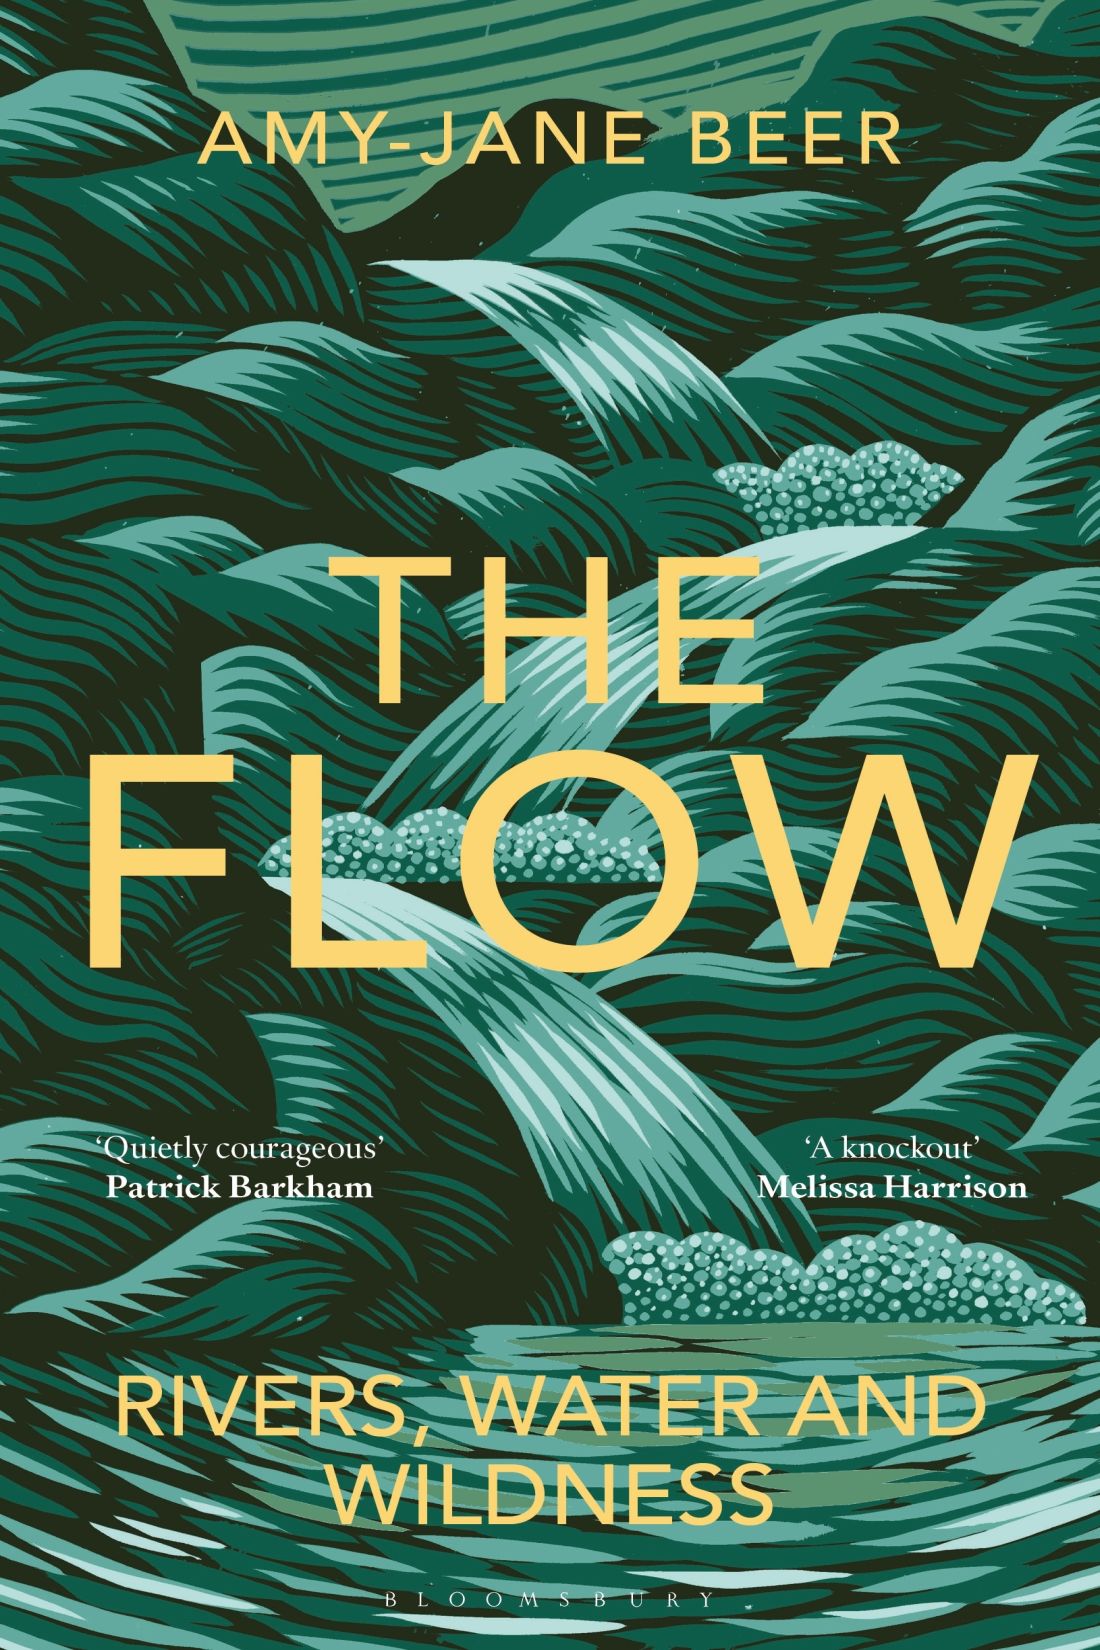 AMY-JANE BEER
THE
FLOW
‘Quietly courageous’
Patrick Barkham
‘A knockout’
Melissa Harrison
RIVERS, WATER AND
WILDNESS
BLOOMSBURY